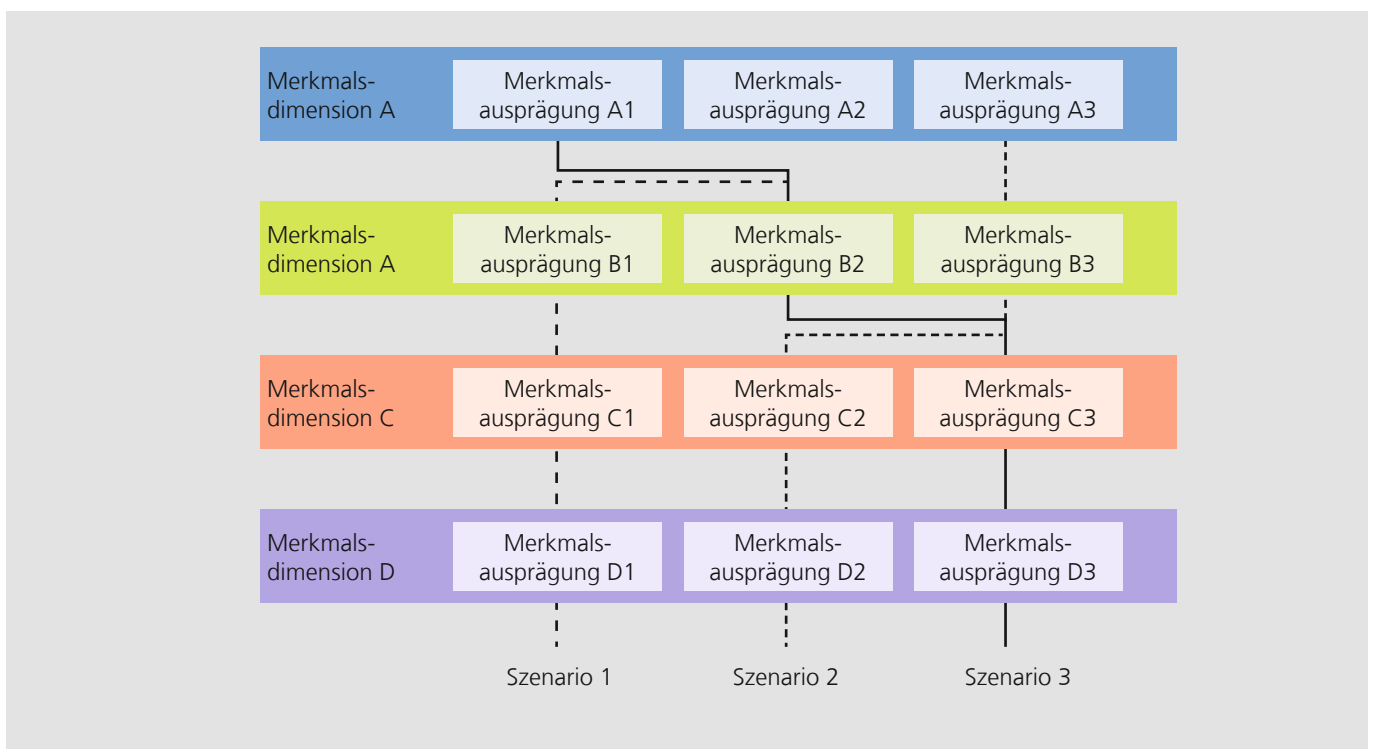 Merkmals-
dimension A
Merkmals-
ausprägung A1
Merkmals-
ausprägung A2
Merkmals-
ausprägung A3
Merkmals-
dimension A
Merkmals-
ausprägung B1
Merkmals-
ausprägung B2
Merkmals-
ausprägung B3
Merkmals-
dimension C
Merkmals-
ausprägung C1
Merkmals-
ausprägung C2
Merkmals-
ausprägung C3
Merkmals-
dimension D
Merkmals-
ausprägung D1
Merkmals-
ausprägung D2
Merkmals-
ausprägung D3
Szenario 1
Szenario 2
Szenario 3